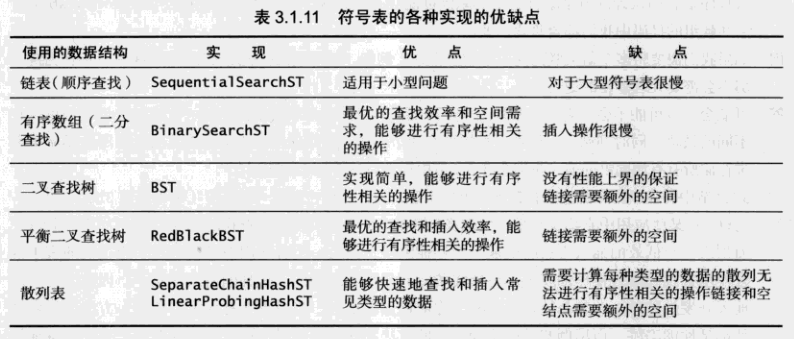 表 3.1.11 符号表的各种实现的优缺点
使用的数据结构 实 现 优 点 缺 点
链表（顺序查找） SequentialSearchST 适用于小型问题 对于大型符号表很慢
有序数组（二分查找） BinarySearchST 最优的查找效率和空间需求，能够进行有序性相关的操作 插入操作很慢
二叉查找树 BST 实现简单，能够进行有序性相关的操作 没有性能上界的保证 链接需要额外的空间
平衡二叉查找树 RedBlackBST 最优的查找和插入效率，能够进行有序性相关的操作 链接需要额外的空间
散列表 SeparateChainHashST LinearProbingHashST 能够快速地查找和插入常见类型的数据 需要计算每种类型的数据的散列无法进行有序性相关的操作链接和空结点需要额外的空间